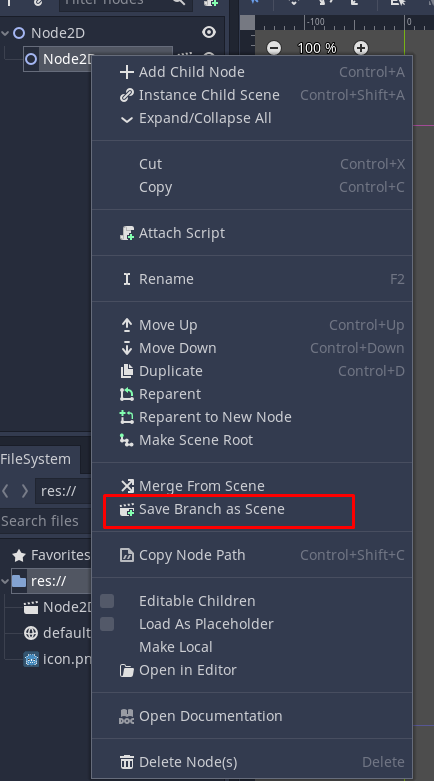 Filter nodes
-100 0
Node2D
100 %
Node2D
Add Child Node Control+A
Instance Child Scene Control+Shift+A
Expand/Collapse All
Cut Control+X
Copy Control+C
Attach Script
Rename F2
Move Up Control+Up
Move Down Control+Down
Duplicate Control+D
Reparent
Reparent to New Node
Make Scene Root
FileSystem
Merge From Scene
res://
Save Branch as Scene
Search files
Copy Node Path Control+Shift+C
Favorites
res://
Editable Children
Node2D
Load As Placeholder
default
Make Local
icon.pn
Open in Editor
DOC
Open Documentation
Delete Node(s) Delete